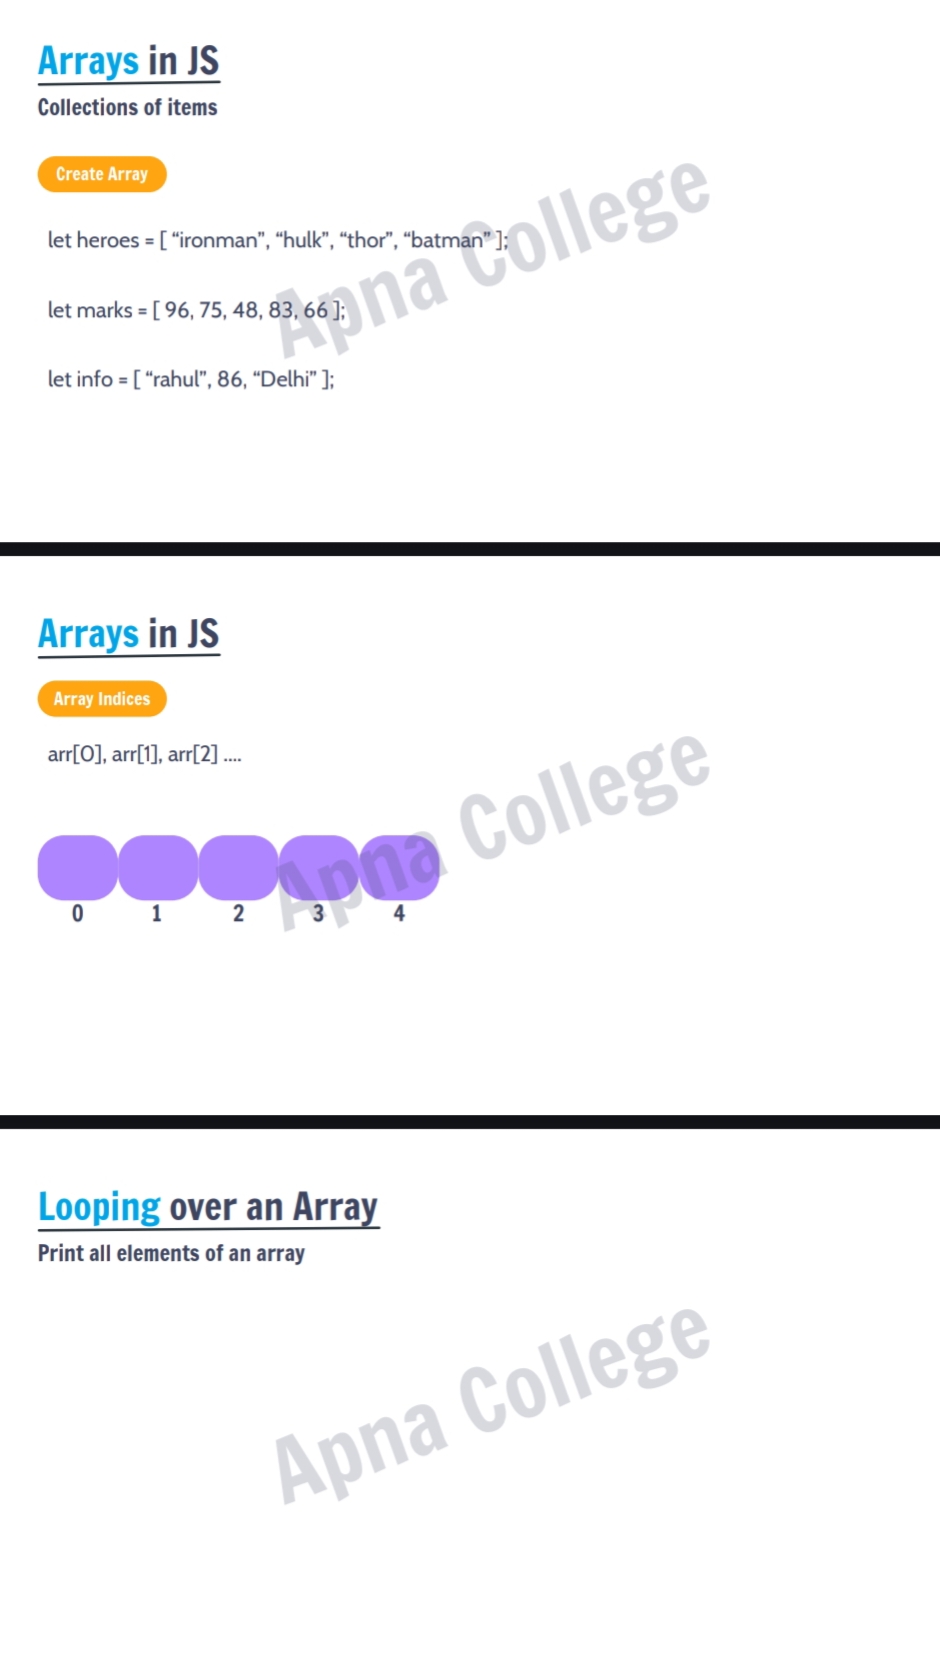 Arrays in JS
Collections of items
Create Array
let heroes = [ “ironman”, “hulk”, “thor”, “batman” ];
let marks = [ 96, 75, 48, 83, 66 ];
let info = [ “rahul”, 86, “Delhi” ];
Apna College
Arrays in JS
Array Indices
arr[0], arr[1], arr[2] ....
0 1 2 3 4
Apna College
Looping over an Array
Print all elements of an array
Apna College